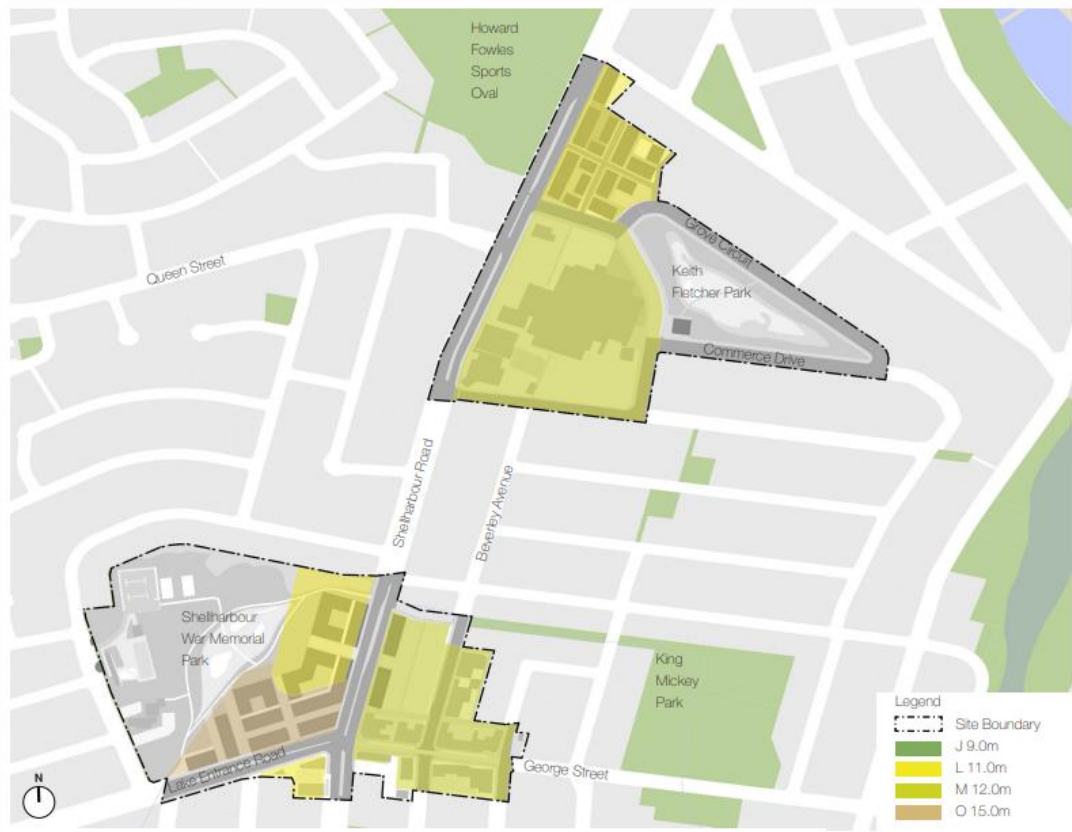 Howard
Fowles
Sports
Oval
Queen Street
Grove Circuit
Keith
Fletcher Park
Commerce Drive
Shellharbour Road
Beverley Avenue
Shellharbour
War Memorial
Park
King
Mickey
Park
Lake Entrance Road
George Street
N
Legend
Site Boundary
J 9.0m
L 11.0m
M 12.0m
O 15.0m